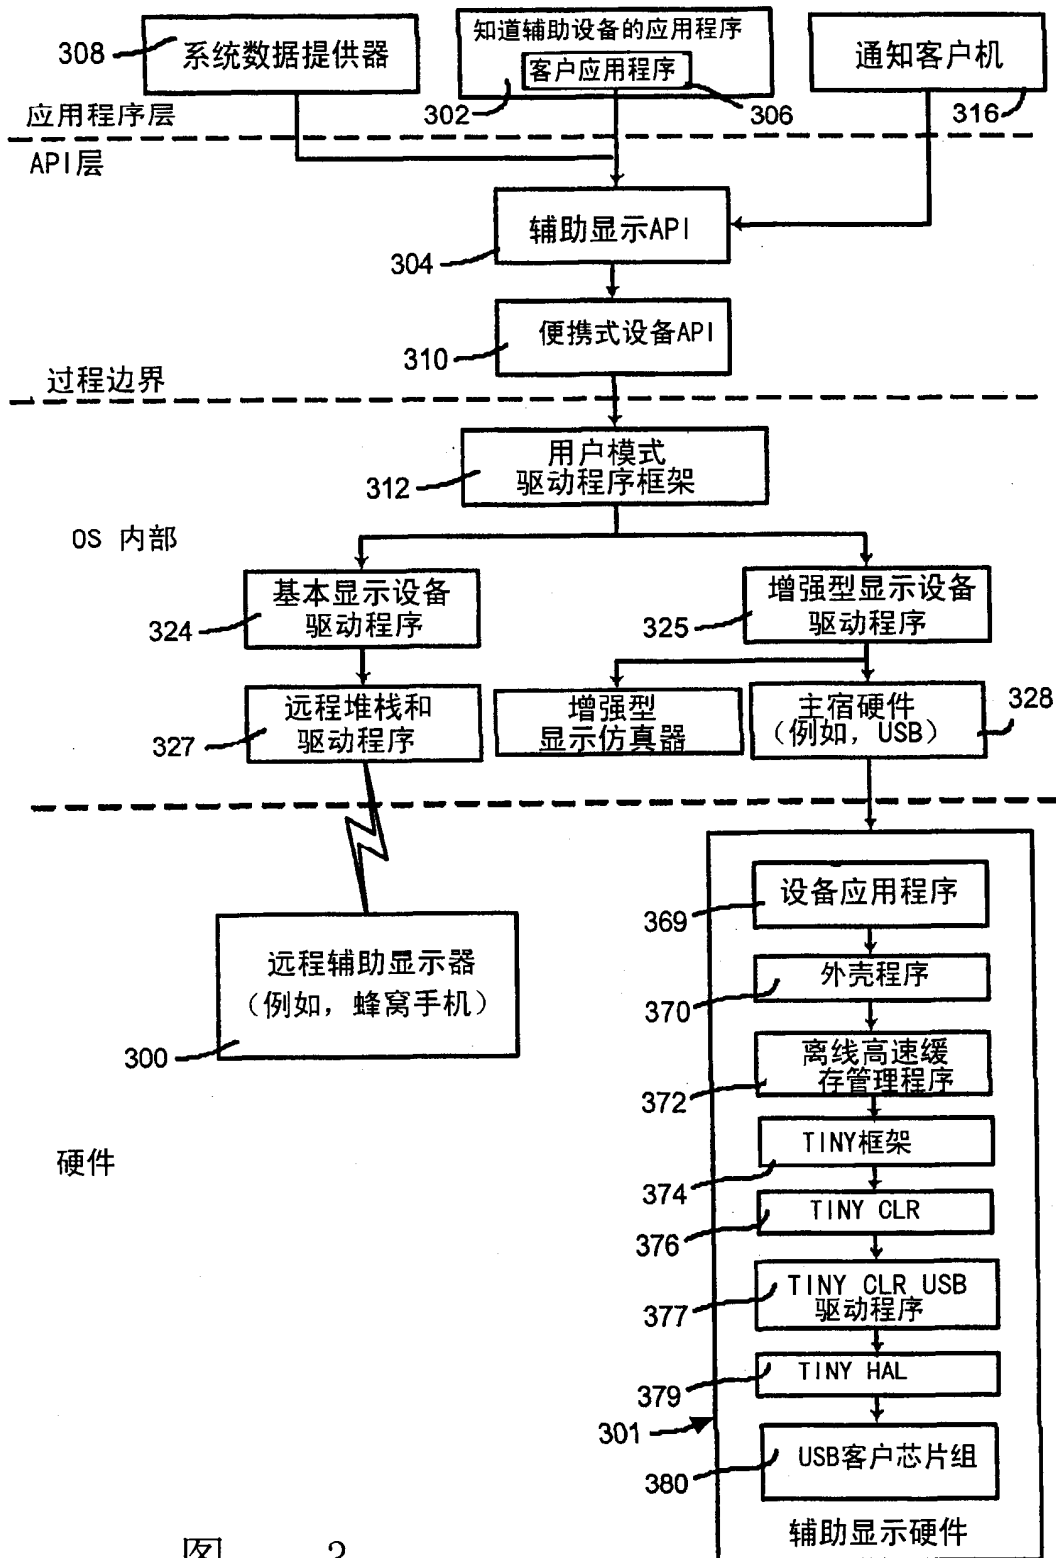 308
系统数据提供器
知道辅助设备的应用程序
客户应用程序
302
306
通知客户机
316
应用程序层
API层
辅助显示API
304
便携式设备API
310
过程边界
用户模式
驱动程序框架
312
OS 内部
基本显示设备
驱动程序
324
增强型显示设备
驱动程序
325
远程堆栈和
驱动程序
327
增强型
显示仿真器
主宿硬件
(例如, USB)
328
远程辅助显示器
(例如, 蜂窝手机)
300
硬件
设备应用程序
369
外壳程序
370
离线高速缓
存管理程序
372
TINY框架
374
TINY CLR
376
TINY CLR USB
驱动程序
377
TINY HAL
379
301
USB客户芯片组
380
辅助显示硬件